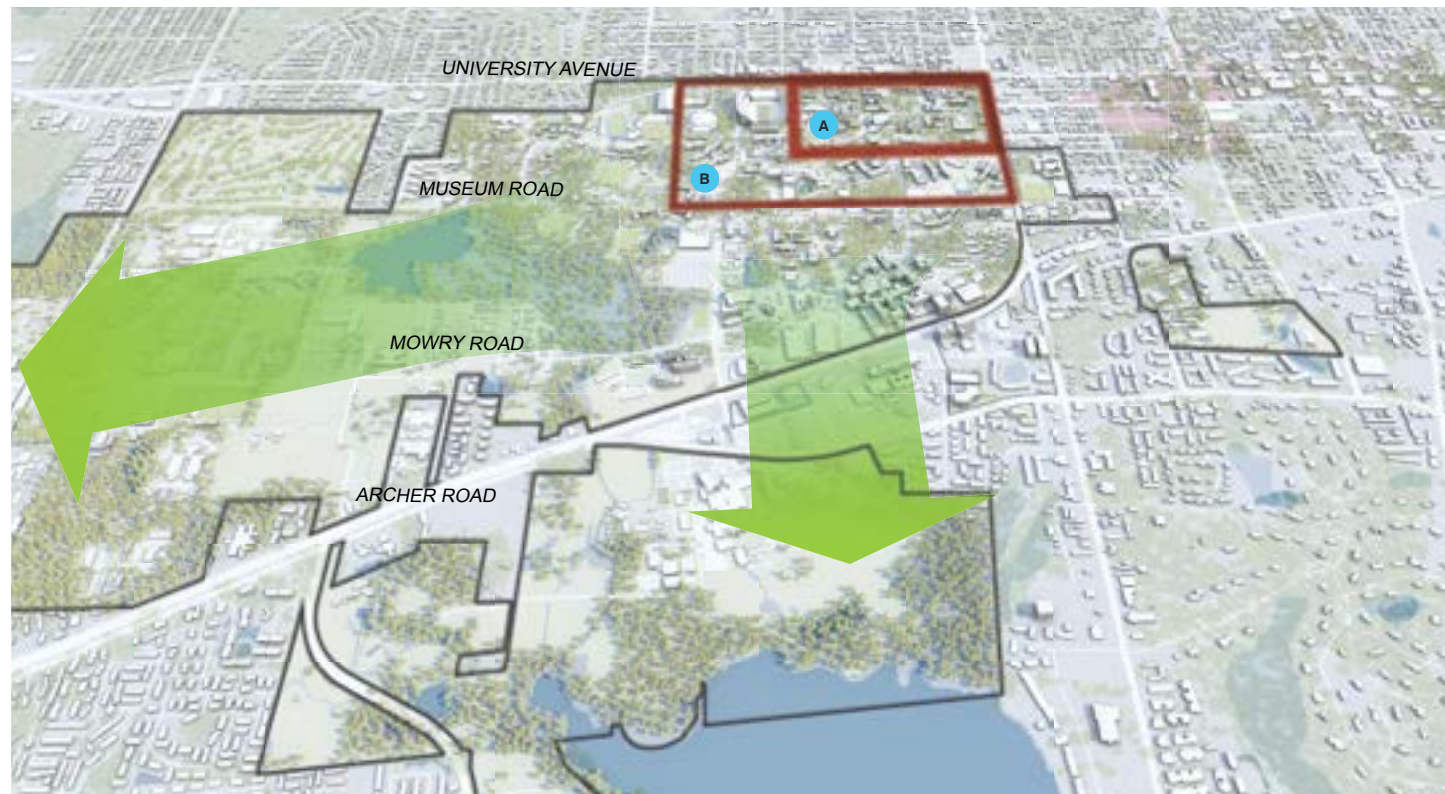 UNIVERSITY AVENUE
A
B
MUSEUM ROAD
MOWRY ROAD
ARCHER ROAD